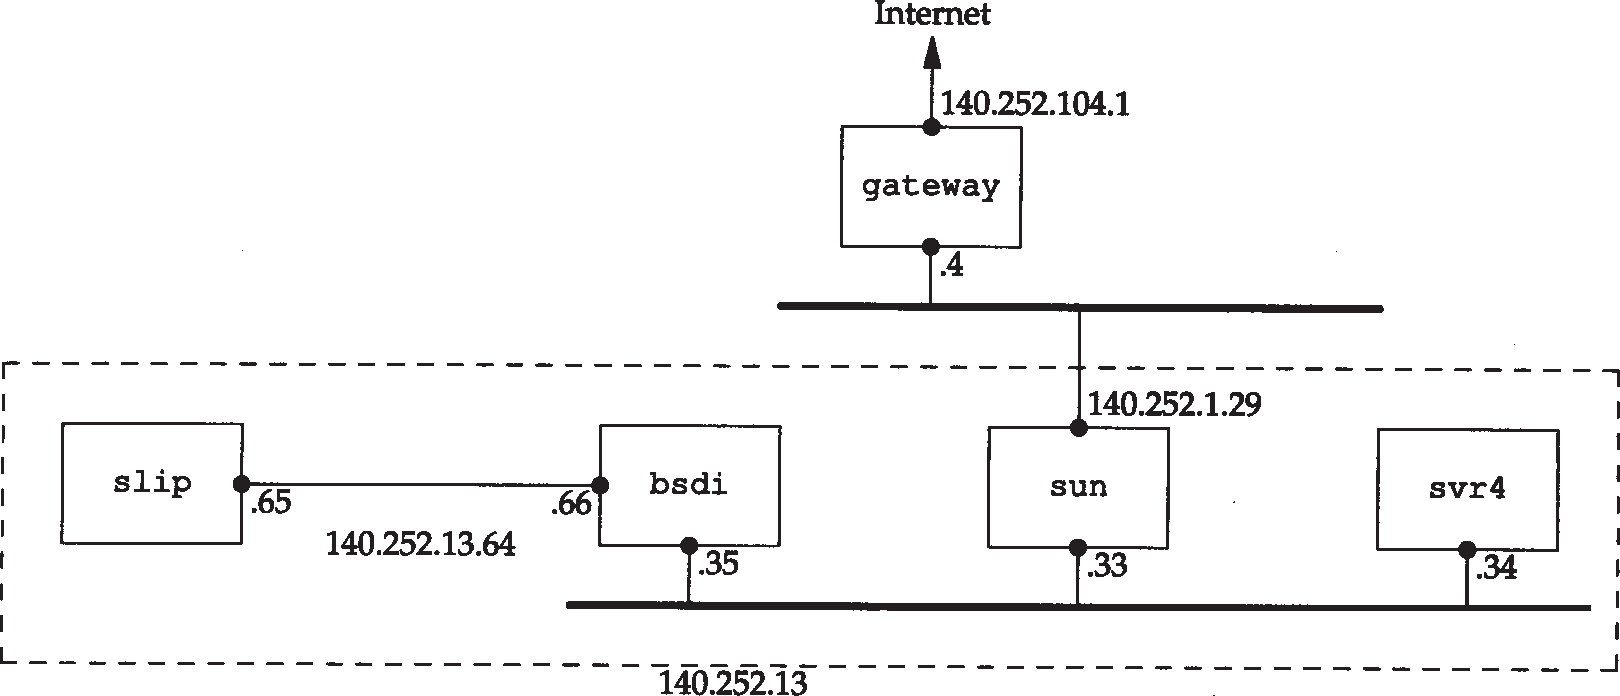 Internet
140.252.104.1
gateway
.4
140.252.1.29
slip
bsdi
sun
svr4
.65
.66
140.252.13.64
.35
.33
.34
140.252.13